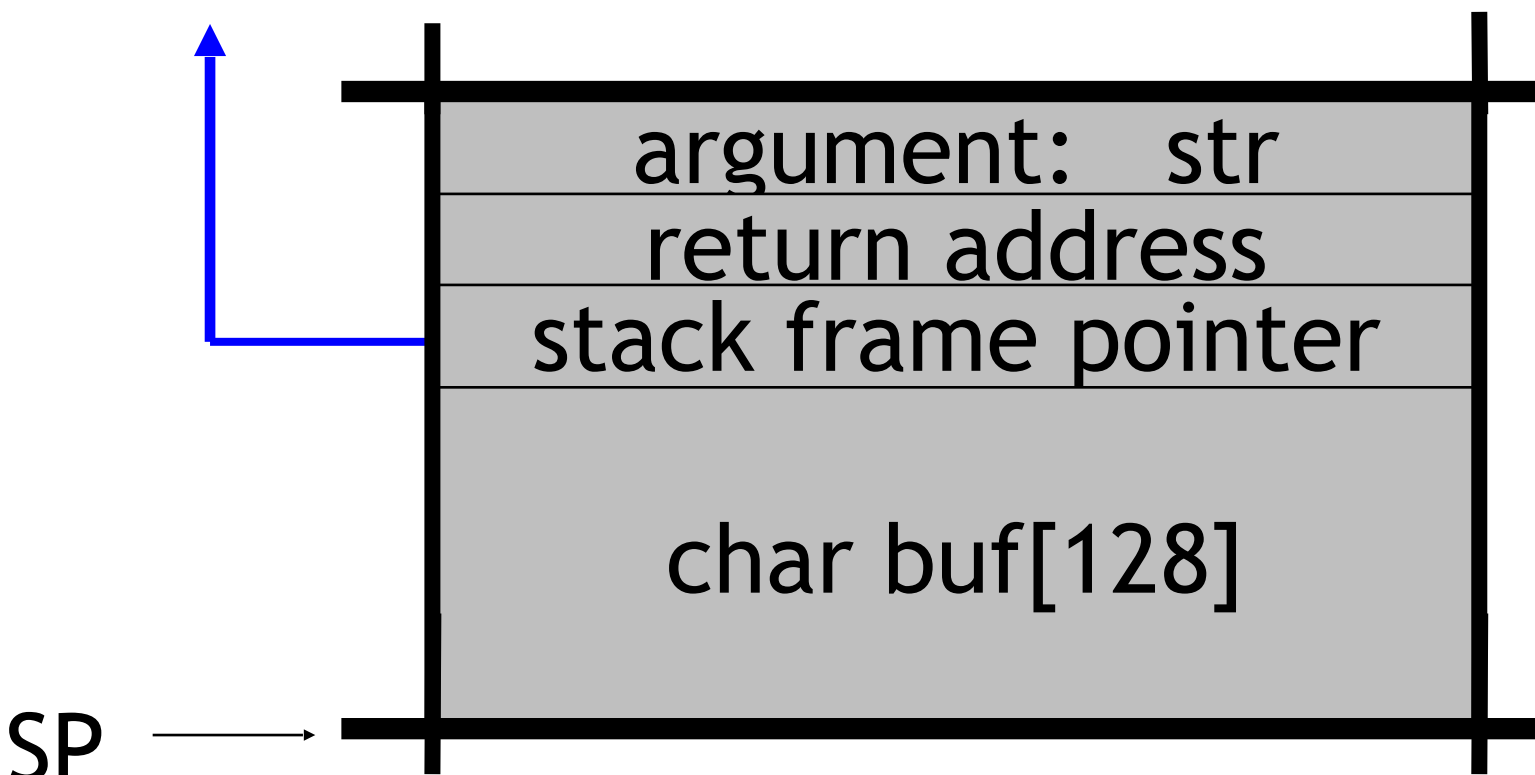 argument: str
return address
stack frame pointer
char buf[128]
SP